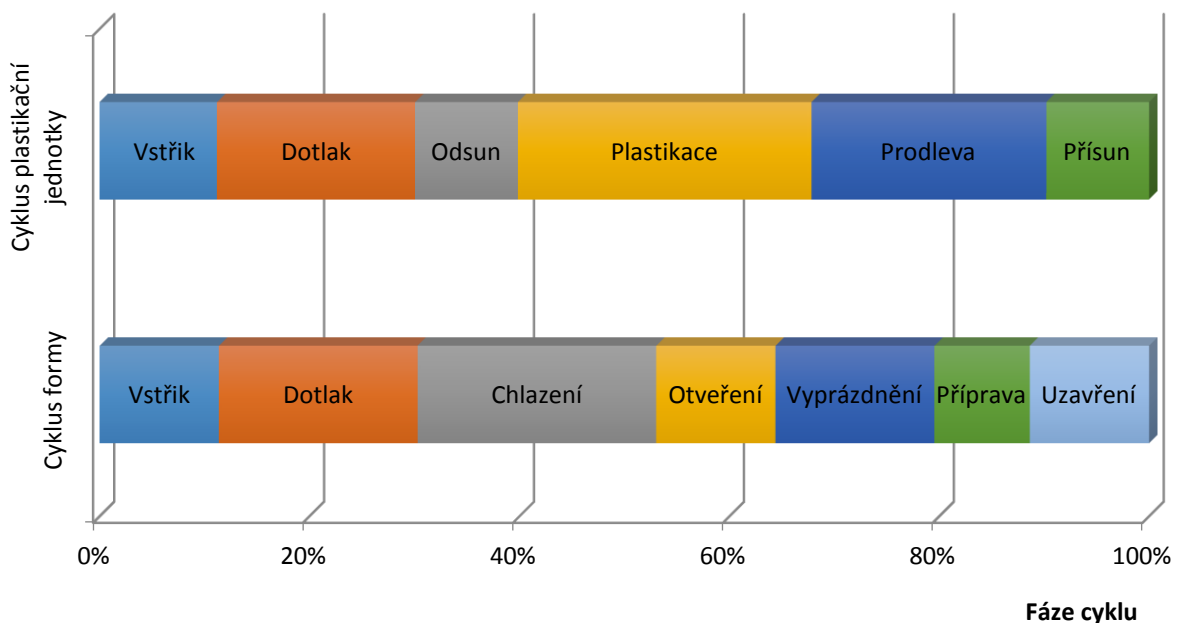 Cyklus plastikační
jednotky
Vstřik Dotlak Odsun Plastikace Prodleva Přísun
Cyklus formy
Vstřik Dotlak Chlazení Otveření Vyprázdnění Příprava Uzavření
0% 20% 40% 60% 80% 100%
Fáze cyklu